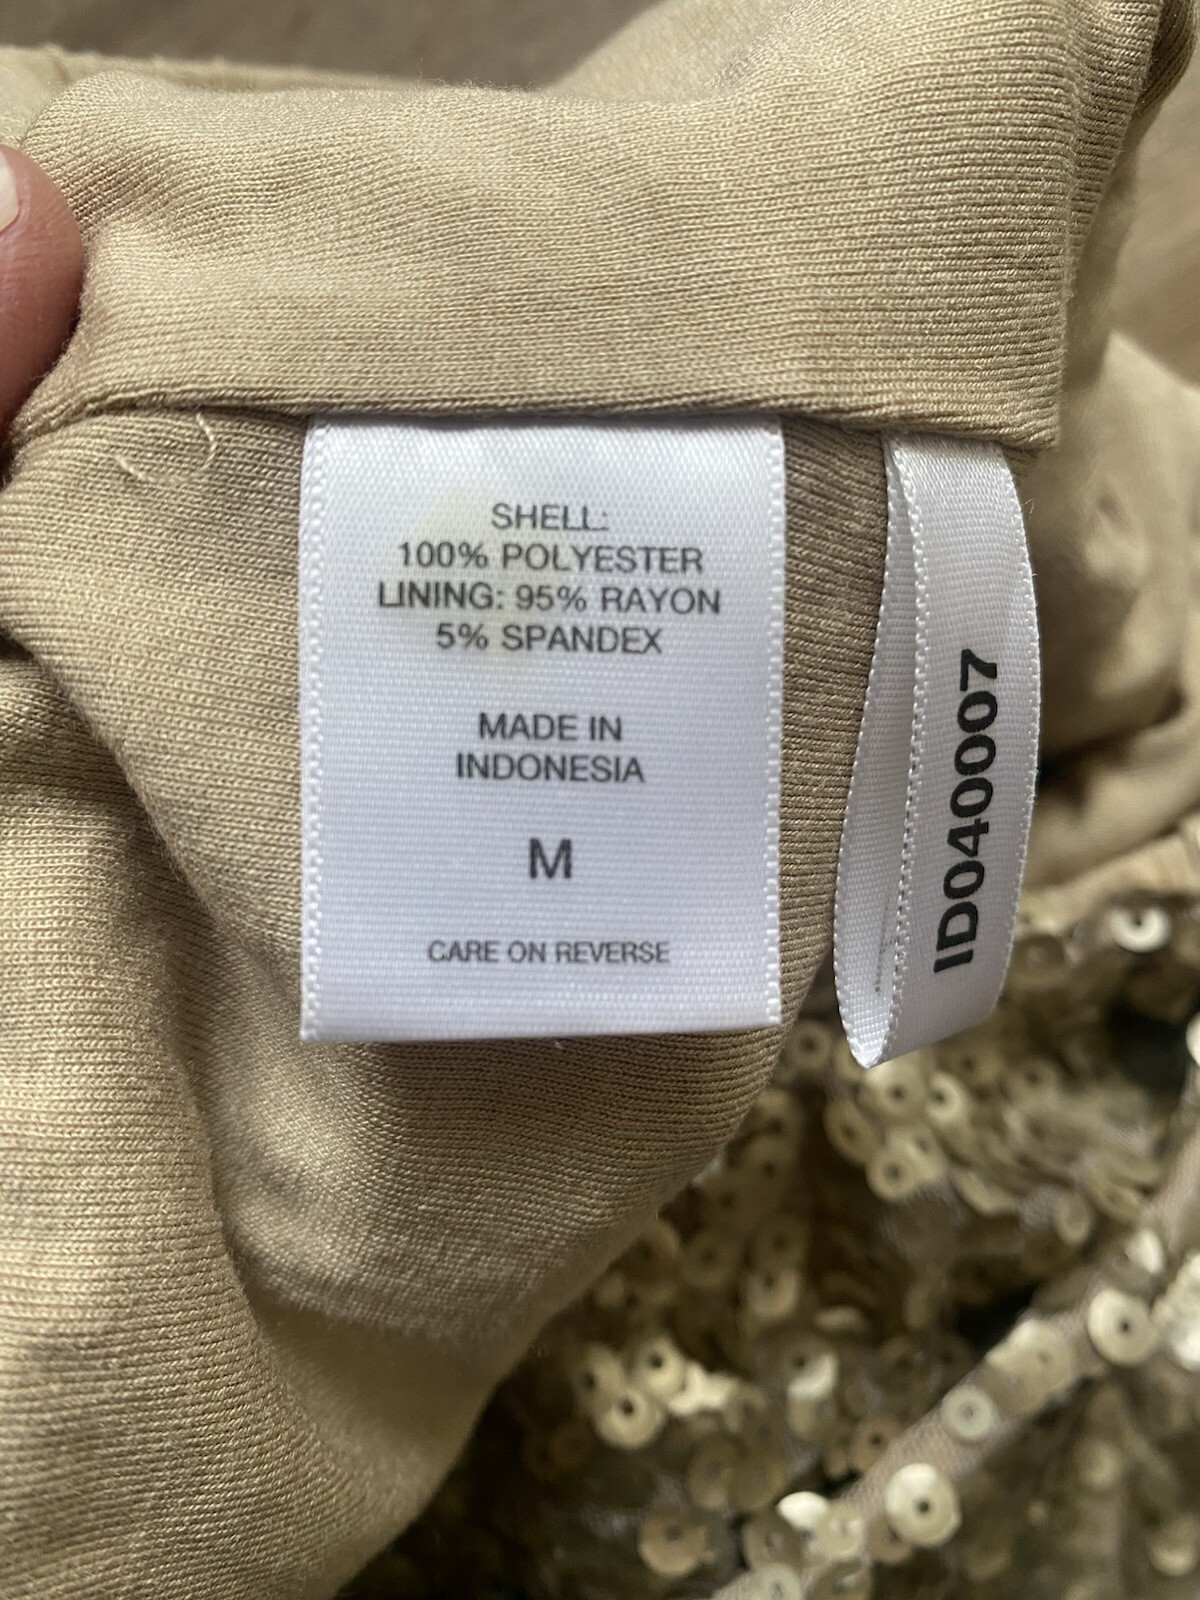 SHELL:
100% POLYESTER
LINING: 95% RAYON
5% SPANDEX
MADE IN
INDONESIA
M
CARE ON REVERSE
ID040007